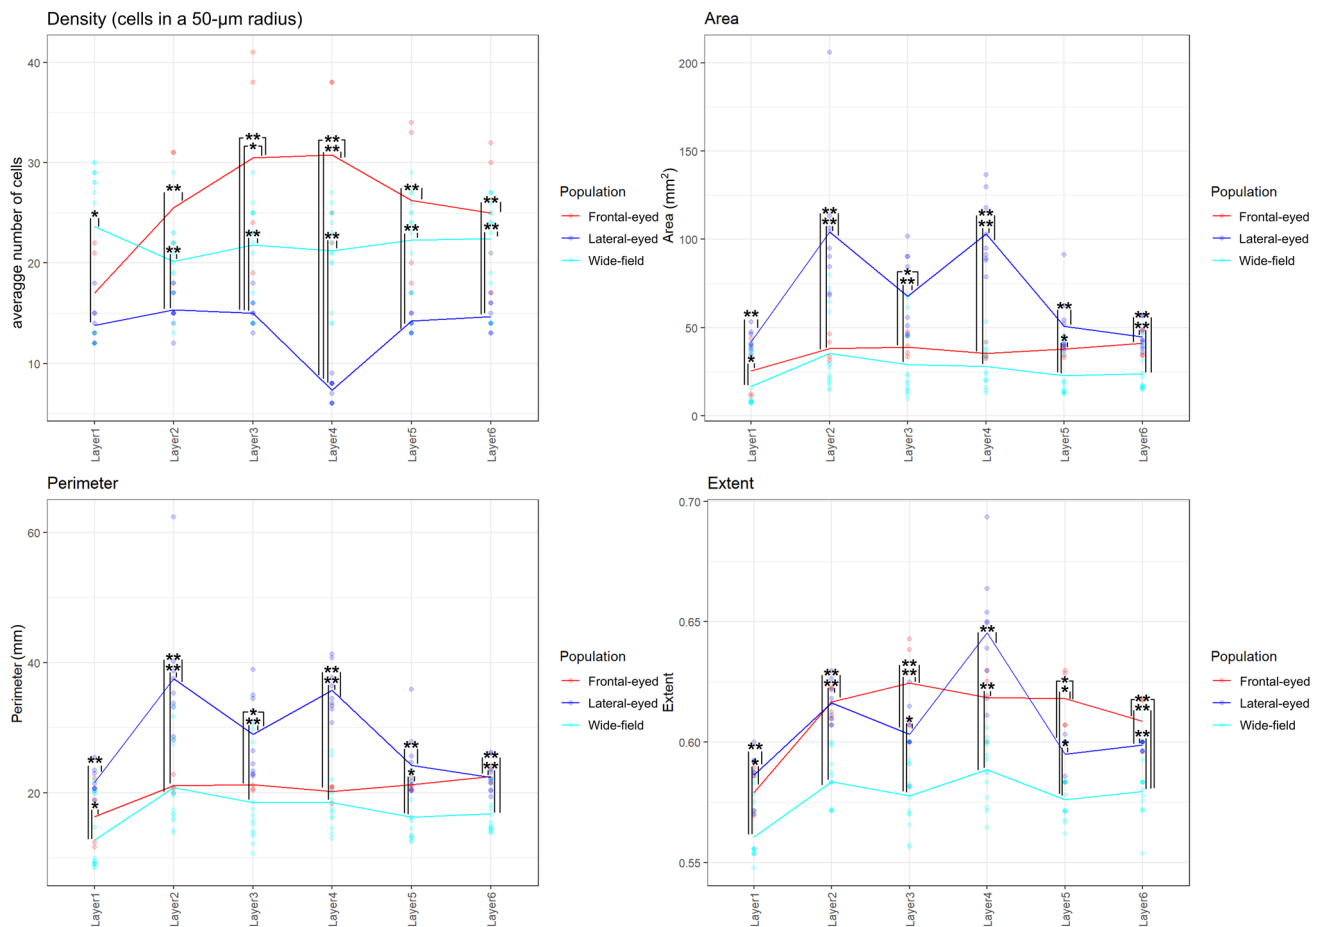 Density (cells in a 50-µm radius)
averagge number of cells
40
30
20
10
** ** ** **
* **
* ** **
** ** ** ** **
Layer1 Layer2 Layer3 Layer4 Layer5 Layer6
Population
Frontal-eyed
Lateral-eyed
Wide-field
Area
Area (mm²)
200
150
100
50
0
** **
** **
* **
** ** **
* * **
Layer1 Layer2 Layer3 Layer4 Layer5 Layer6
Population
Frontal-eyed
Lateral-eyed
Wide-field
Perimeter
Perimeter (mm)
60
40
20
** **
** **
* **
** ** ** **
* * **
Layer1 Layer2 Layer3 Layer4 Layer5 Layer6
Population
Frontal-eyed
Lateral-eyed
Wide-field
Extent
Extent
0.70
0.65
0.60
0.55
** ** ** **
** ** ** *
* * ** **
** * * **
Layer1 Layer2 Layer3 Layer4 Layer5 Layer6
Population
Frontal-eyed
Lateral-eyed
Wide-field